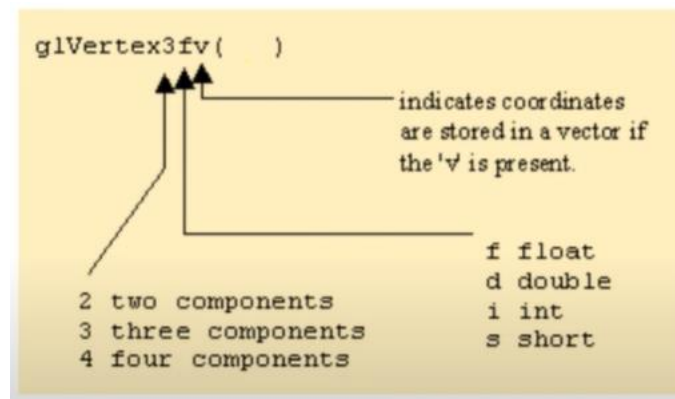 glVertex3fv(   )
indicates coordinates
are stored in a vector if
the 'v' is present.
f float
d double
i int
s short
2 two components
3 three components
4 four components